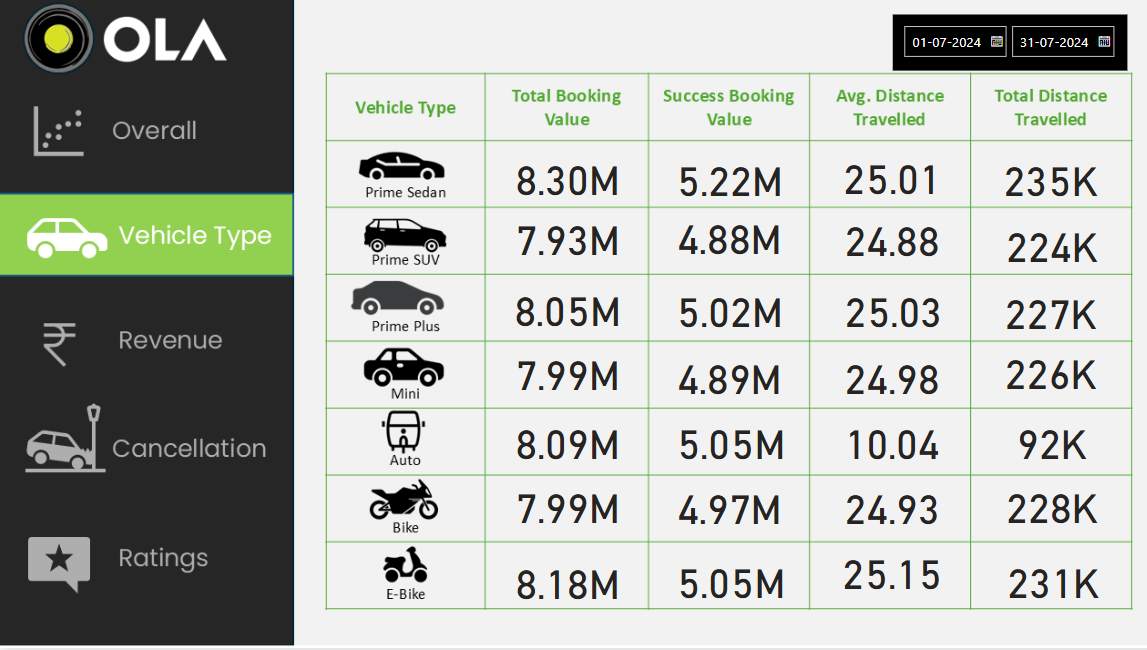 OLA
01-07-2024 31-07-2024
Overall
Vehicle Type
Revenue
Cancellation
Ratings
Vehicle Type Total Booking Value Success Booking Value Avg. Distance Travelled Total Distance Travelled
Prime Sedan 8.30M 5.22M 25.01 235K
Prime SUV 7.93M 4.88M 24.88 224K
Prime Plus 8.05M 5.02M 25.03 227K
Mini 7.99M 4.89M 24.98 226K
Auto 8.09M 5.05M 10.04 92K
Bike 7.99M 4.97M 24.93 228K
E-Bike 8.18M 5.05M 25.15 231K